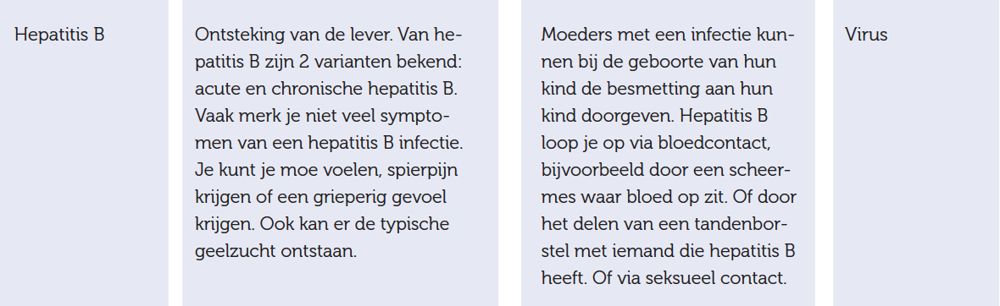 Hepatitis B
Ontsteking van de lever. Van he-
patitis B zijn 2 varianten bekend:
acute en chronische hepatitis B.
Vaak merk je niet veel sympto-
men van een hepatitis B infectie.
Je kunt je moe voelen, spierpijn
krijgen of een grieperig gevoel
krijgen. Ook kan er de typische
geelzucht ontstaan.
Moeders met een infectie kun-
nen bij de geboorte van hun
kind de besmetting aan hun
kind doorgeven. Hepatitis B
loop je op via bloedcontact,
bijvoorbeeld door een scheer-
mes waar bloed op zit. Of door
het delen van een tandenbor-
stel met iemand die hepatitis B
heeft. Of via seksueel contact.
Virus